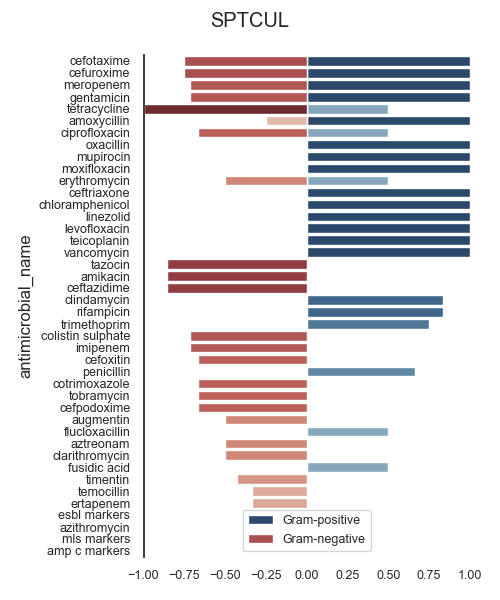 SPTCUL
antimicrobial_name
cefotaxime
cefuroxime
meropenem
gentamicin
tetracycline
amoxycillin
ciprofloxacin
oxacillin
mupirocin
moxifloxacin
erythromycin
ceftriaxone
chloramphenicol
linezolid
levofloxacin
teicoplanin
vancomycin
tazocin
amikacin
ceftazidime
clindamycin
rifampicin
trimethoprim
colistin sulphate
imipenem
cefoxitin
penicillin
cotrimoxazole
tobramycin
cefpodoxime
augmentin
flucloxacillin
aztreonam
clarithromycin
fusidic acid
timentin
temocillin
ertapenem
esbl markers
azithromycin
mls markers
amp c markers
Gram-positive
Gram-negative
−1.00 −0.75 −0.50 −0.25 0.00 0.25 0.50 0.75 1.00